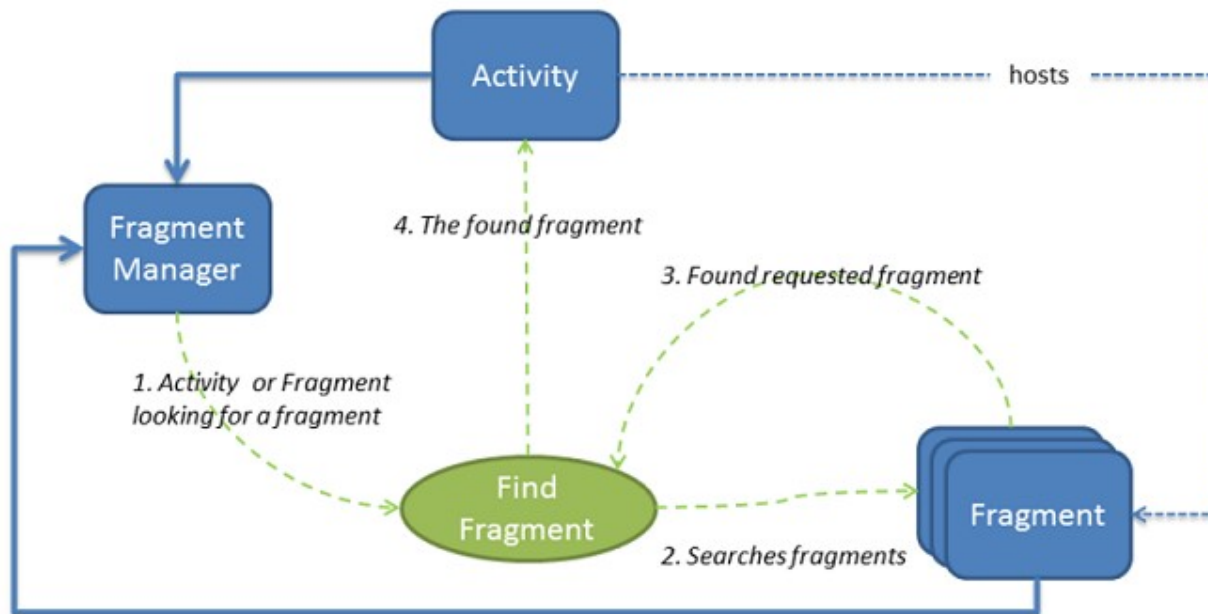 Activity
hosts
Fragment
Manager
4. The found fragment
3. Found requested fragment
1. Activity or Fragment
looking for a fragment
Find
Fragment
Fragment
2. Searches fragments